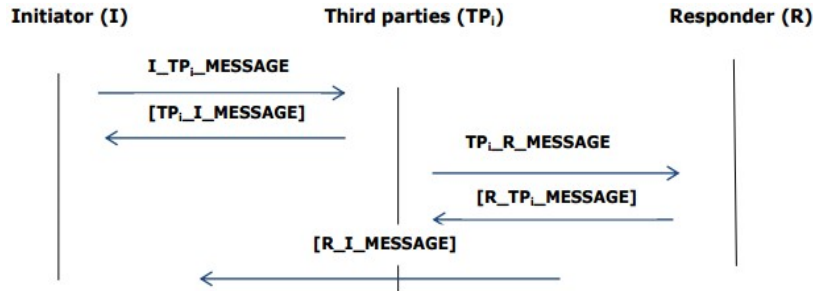 Initiator (I) Third parties (TPᵢ) Responder (R)
I_TPᵢ_MESSAGE
[TPᵢ_I_MESSAGE]
TPᵢ_R_MESSAGE
[R_TPᵢ_MESSAGE]
[R_I_MESSAGE]